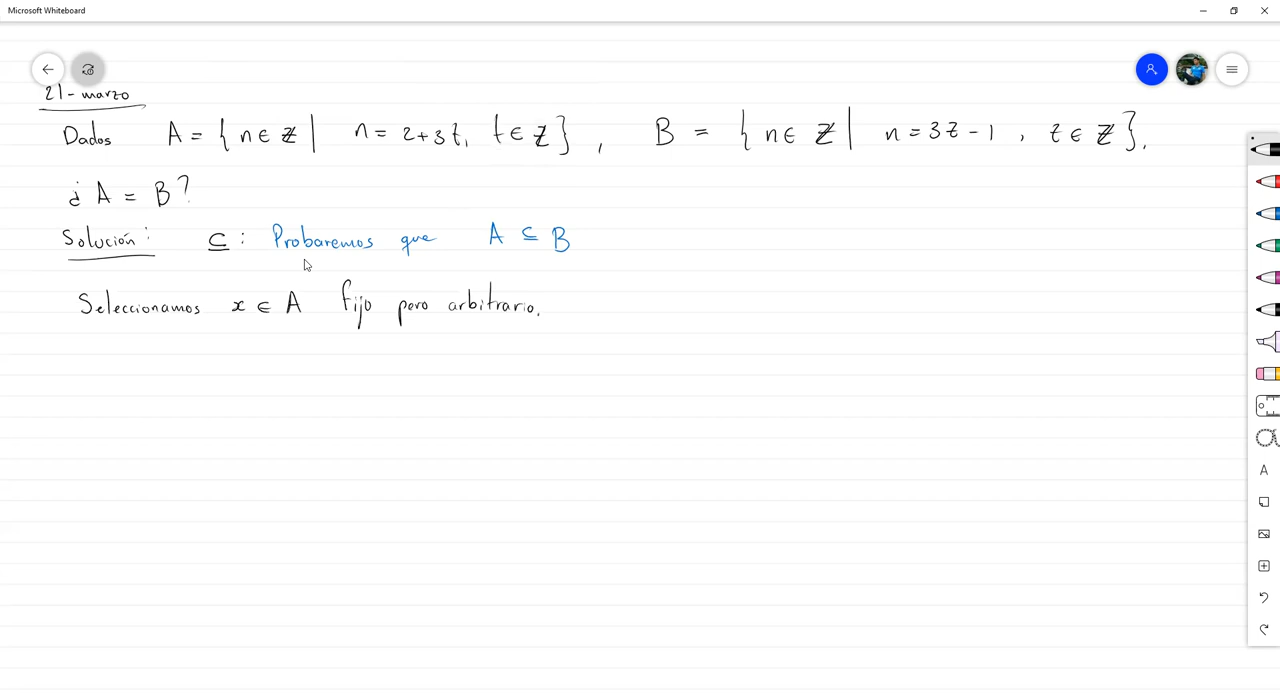 Microsoft Whiteboard
21-marzo
Dados A = { n ∈ ℤ | n = 2+3t, t ∈ ℤ } , B = { n ∈ ℤ | n = 3z - 1 , z ∈ ℤ }.
¿ A = B ?
Solución: ⊆ : Probaremos que A ⊆ B
Seleccionamos x ∈ A fijo pero arbitrario.
A